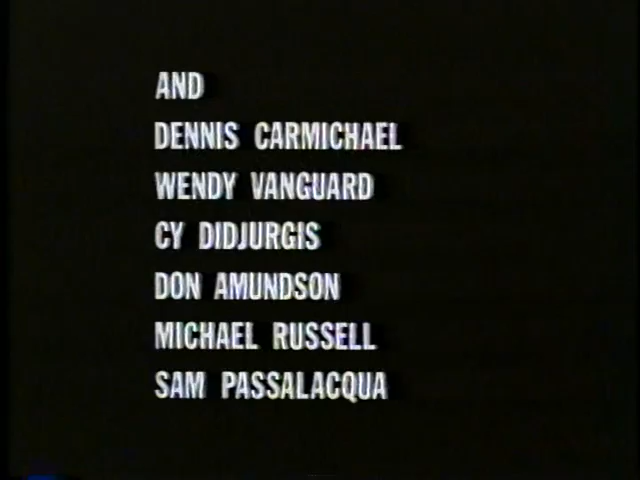 AND
DENNIS CARMICHAEL
WENDY VANGUARD
CY DIDJURGIS
DON AMUNDSON
MICHAEL RUSSELL
SAM PASSALACQUA